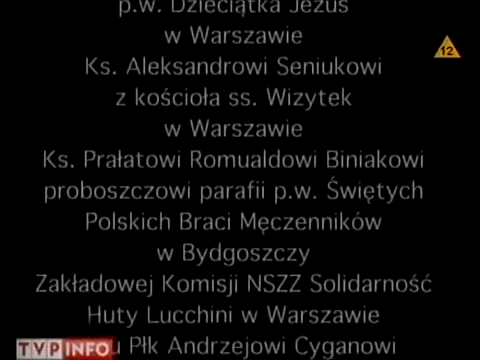 p.w. Dzieciątka Jezus
w Warszawie
Ks. Aleksandrowi Seniukowi
z kościoła ss. Wizytek
w Warszawie
Ks. Prałatowi Romualdowi Biniakowi
proboszczowi parafii p.w. Świętych
Polskich Braci Męczenników
w Bydgoszczy
Zakładowej Komisji NSZZ Solidarność
Huty Lucchini w Warszawie
Płk Andrzejowi Cyganowi
12
TVP INFO